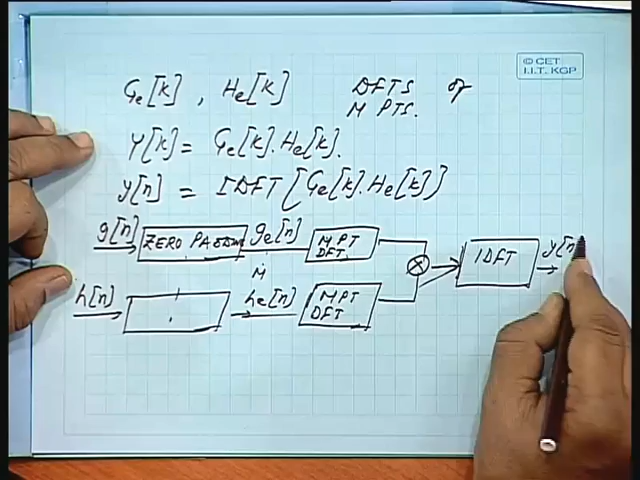 © CET
I.I.T. KGP
Ge[k] , He[k] DFTS of
M PTS.
Y[k] = Ge[k].He[k].
y[n] = IDFT[Ge[k].He[k]]
g[n] ZERO PADDING ge[n] M PT DFT.
M
IDFT y[n]
h[n] he[n] M PT DFT